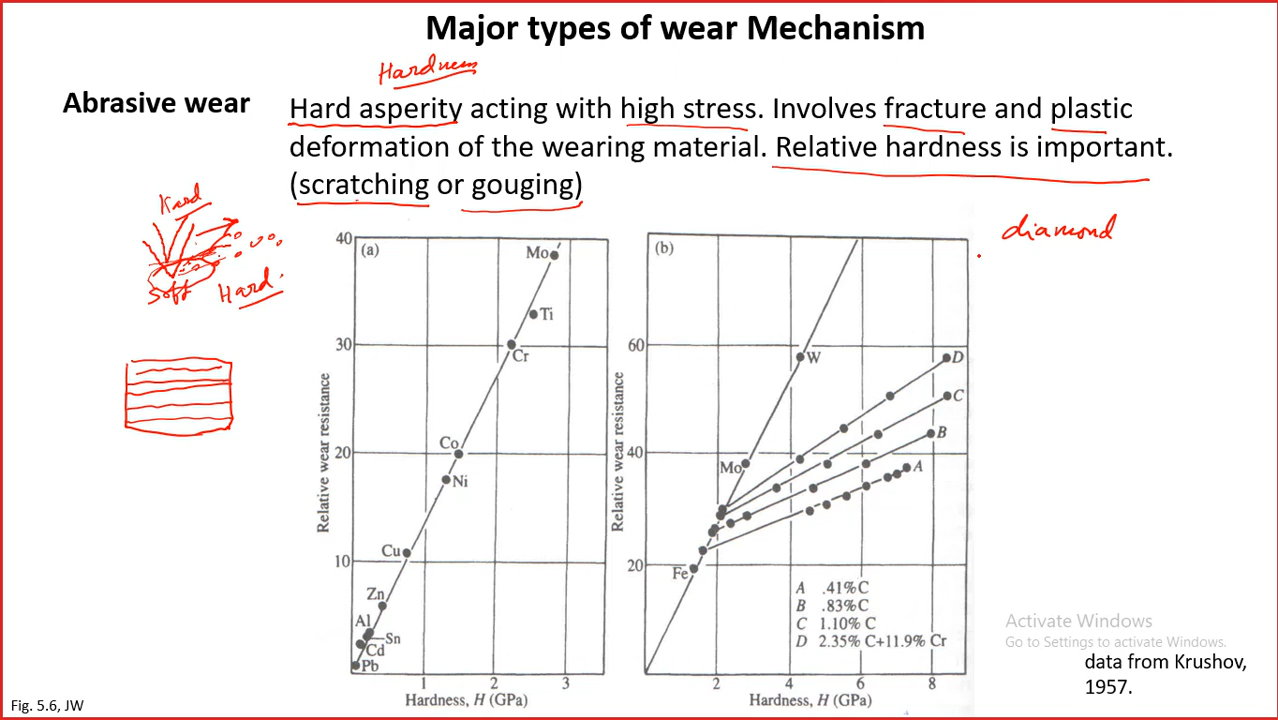 Major types of wear Mechanism
Hardness
Abrasive wear
Hard asperity acting with high stress. Involves fracture and plastic
deformation of the wearing material. Relative hardness is important.
(scratching or gouging)
Hard
Soft
Hard
diamond
(a)
40
30
20
10
Relative wear resistance
Mo
Ti
Cr
Co
Ni
Cu
Zn
Al
Sn
Cd
Pb
1 2 3
Hardness, H (GPa)
(b)
60
40
20
Relative wear resistance
W
D
C
B
A
Mo
Fe
A .41%C
B .83%C
C 1.10% C
D 2.35% C+11.9% Cr
2 4 6 8
Hardness, H (GPa)
Activate Windows
Go to Settings to activate Windows.
data from Krushov,
1957.
Fig. 5.6, JW